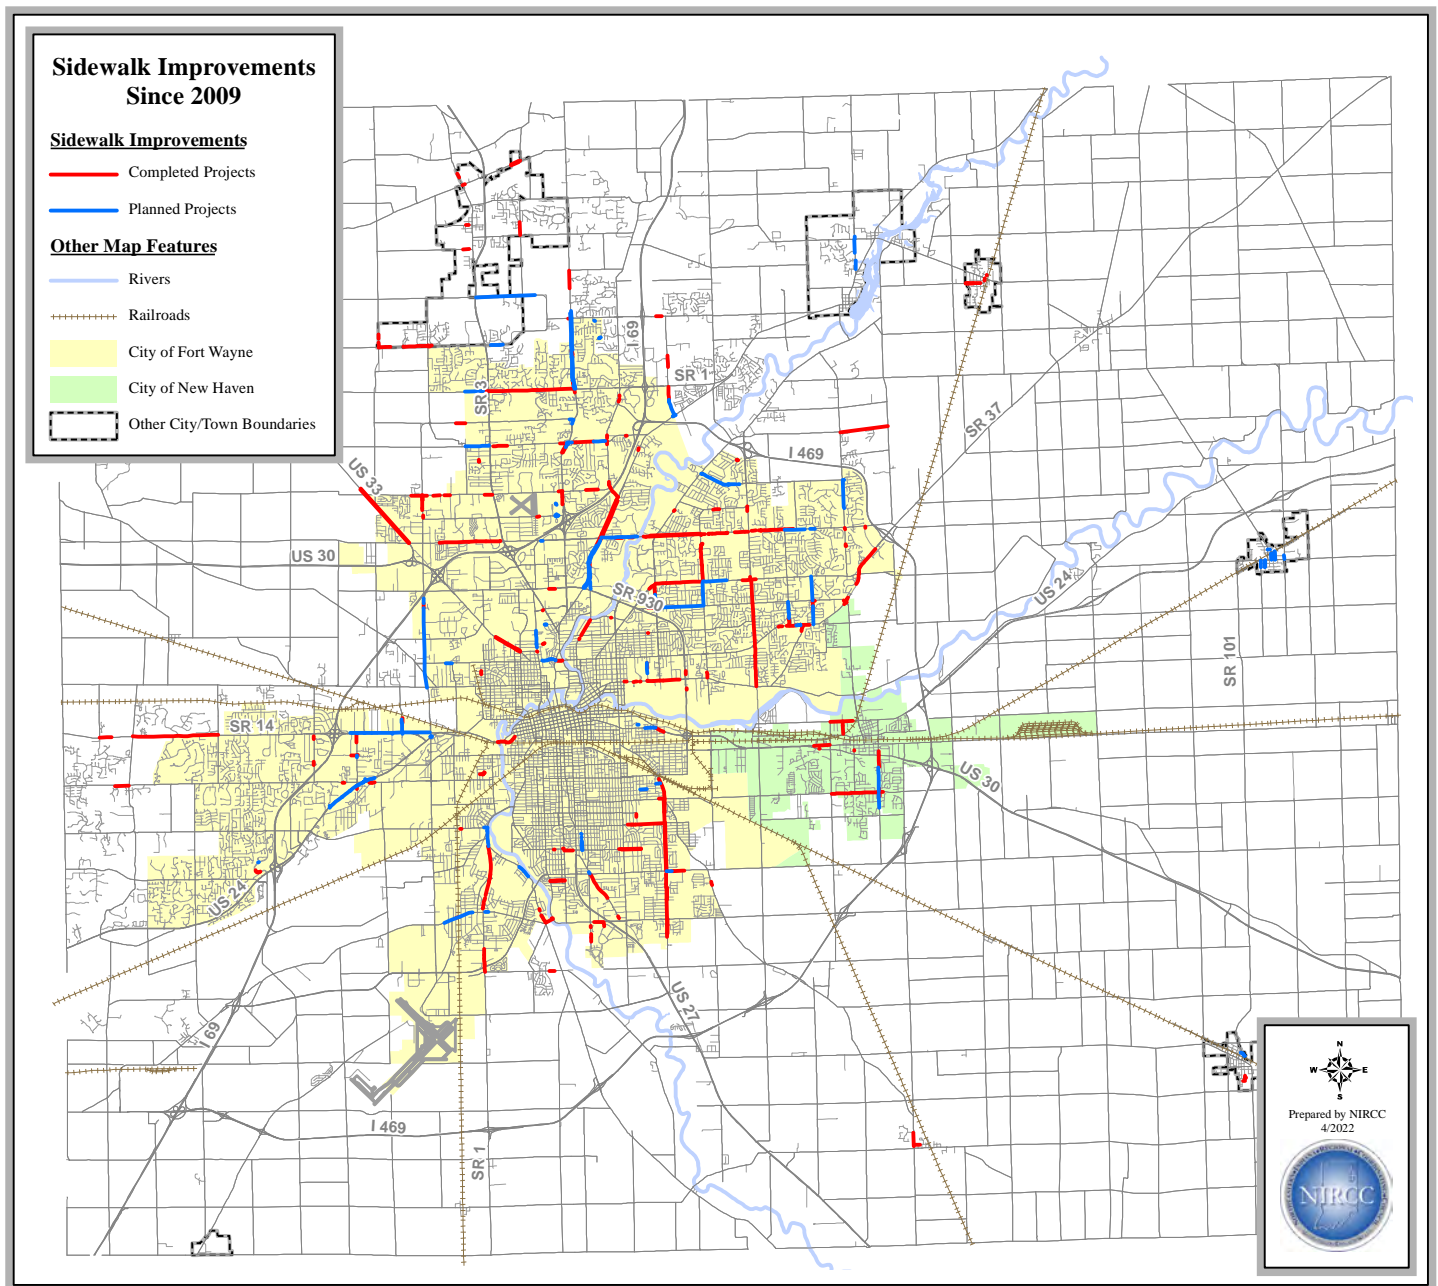 Sidewalk Improvements
Since 2009
Sidewalk Improvements
Completed Projects
Planned Projects
Other Map Features
Rivers
Railroads
City of Fort Wayne
City of New Haven
Other City/Town Boundaries
I 69
SR 1
SR 3
SR 37
I 469
US 33
US 30
SR 930
US 24
SR 101
SR 14
US 30
US 24
US 27
I 69
I 469
SR 1
N
W
E
S
Prepared by NIRCC
4/2022
NIRCC